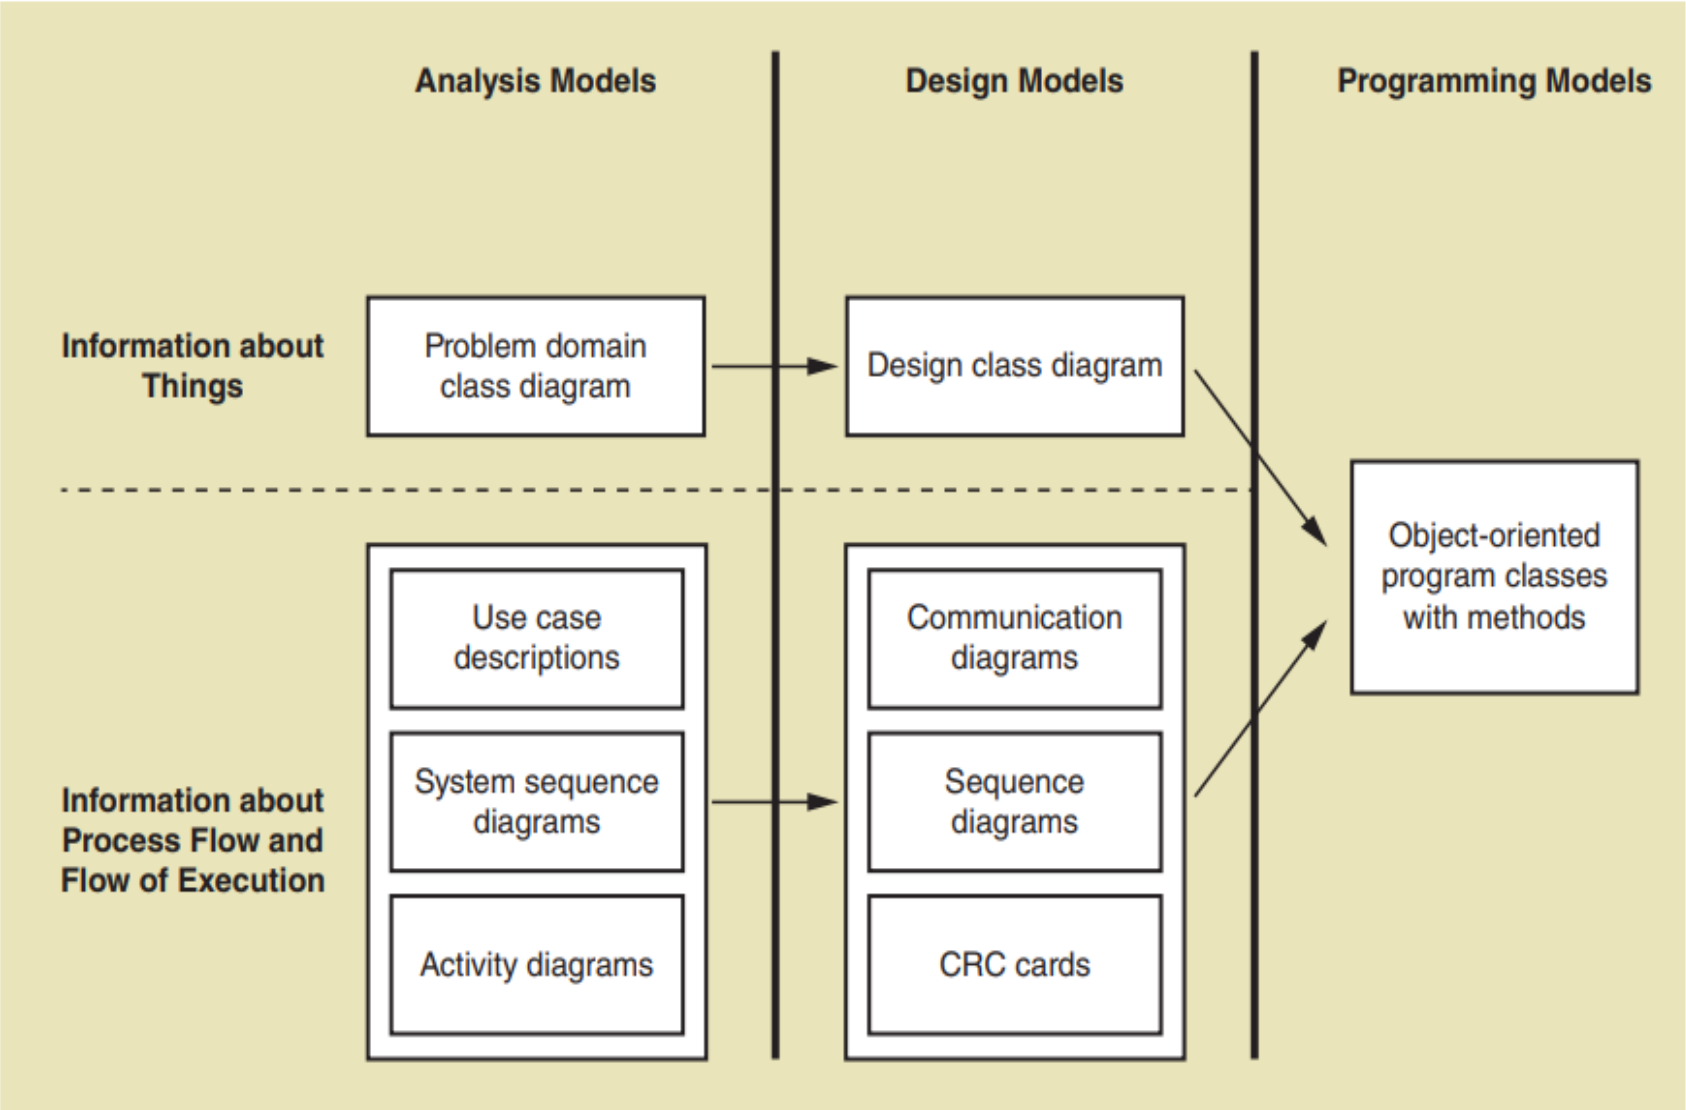 Analysis Models
Design Models
Programming Models
Information about
Things
Problem domain
class diagram
Design class diagram
Object-oriented
program classes
with methods
Information about
Process Flow and
Flow of Execution
Use case
descriptions
System sequence
diagrams
Activity diagrams
Communication
diagrams
Sequence
diagrams
CRC cards